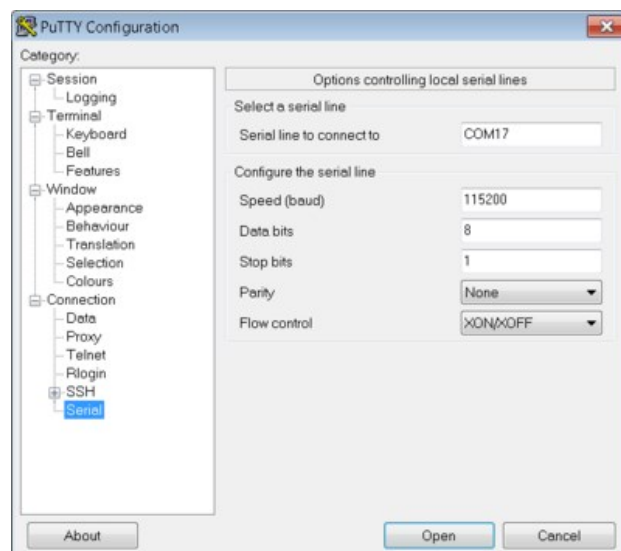 PuTTY Configuration
Category:
Session
Logging
Terminal
Keyboard
Bell
Features
Window
Appearance
Behaviour
Translation
Selection
Colours
Connection
Data
Proxy
Telnet
Rlogin
SSH
Serial
Options controlling local serial lines
Select a serial line
Serial line to connect to COM17
Configure the serial line
Speed (baud) 115200
Data bits 8
Stop bits 1
Parity None
Flow control XON/XOFF
About Open Cancel